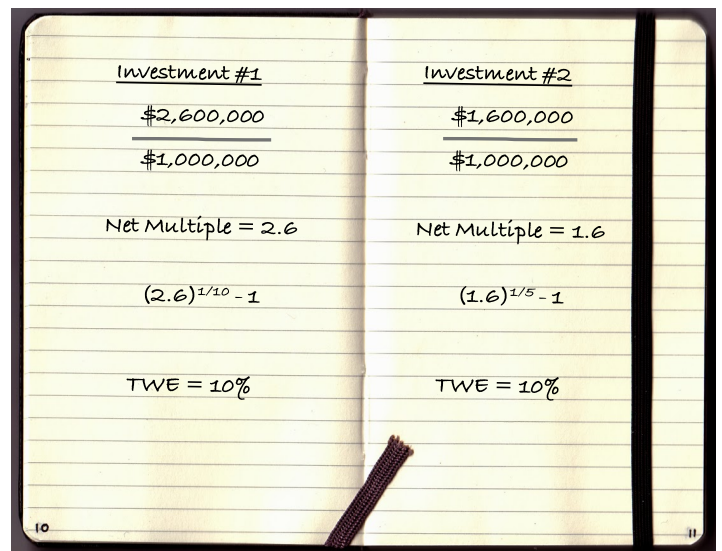 Investment #1
$2,600,000
$1,000,000
Net Multiple = 2.6
(2.6)^1/10 - 1
TWE = 10%
10
Investment #2
$1,600,000
$1,000,000
Net Multiple = 1.6
(1.6)^1/5 - 1
TWE = 10%
11